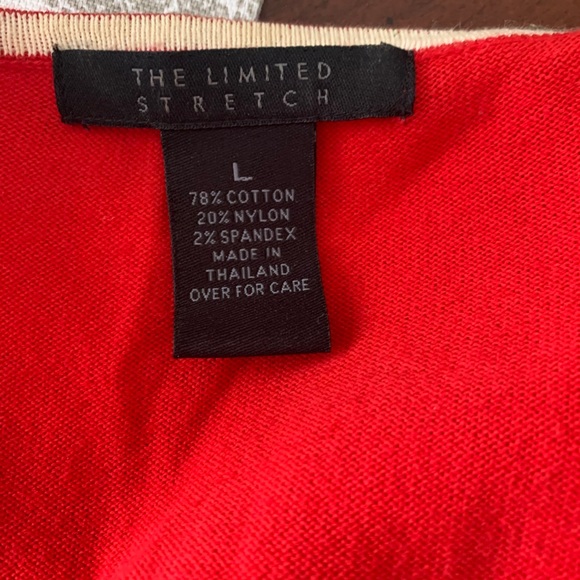 THE LIMITED
STRETCH
L
78% COTTON
20% NYLON
2% SPANDEX
MADE IN
THAILAND
OVER FOR CARE